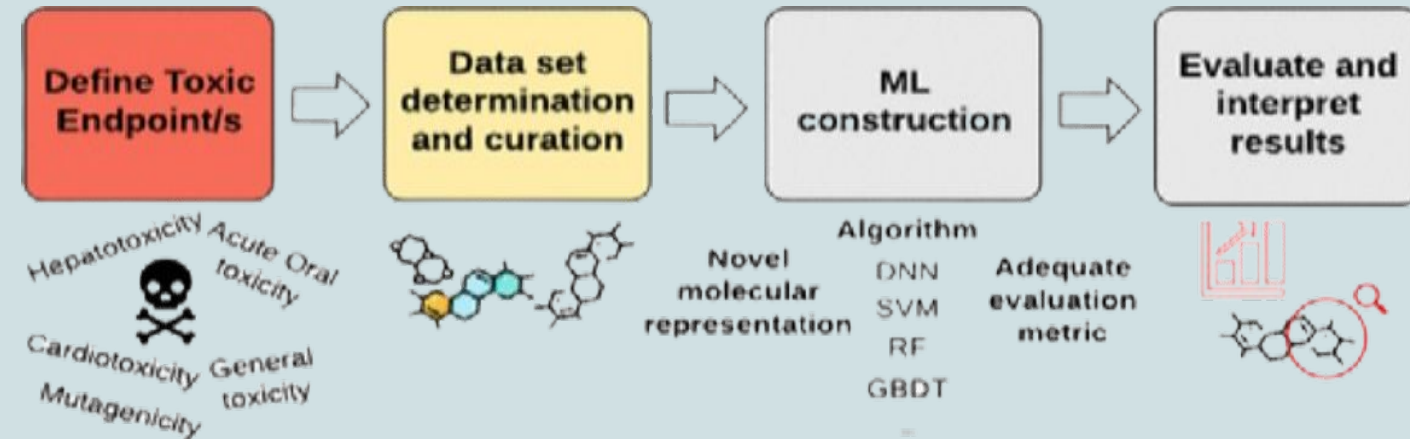 Define Toxic
Endpoint/s
Data set
determination
and curation
ML
construction
Evaluate and
interpret
results
Hepatotoxicity
Acute Oral
toxicity
Cardiotoxicity
General
toxicity
Mutagenicity
Novel
molecular
representation
Algorithm
DNN
SVM
RF
GBDT
Adequate
evaluation
metric